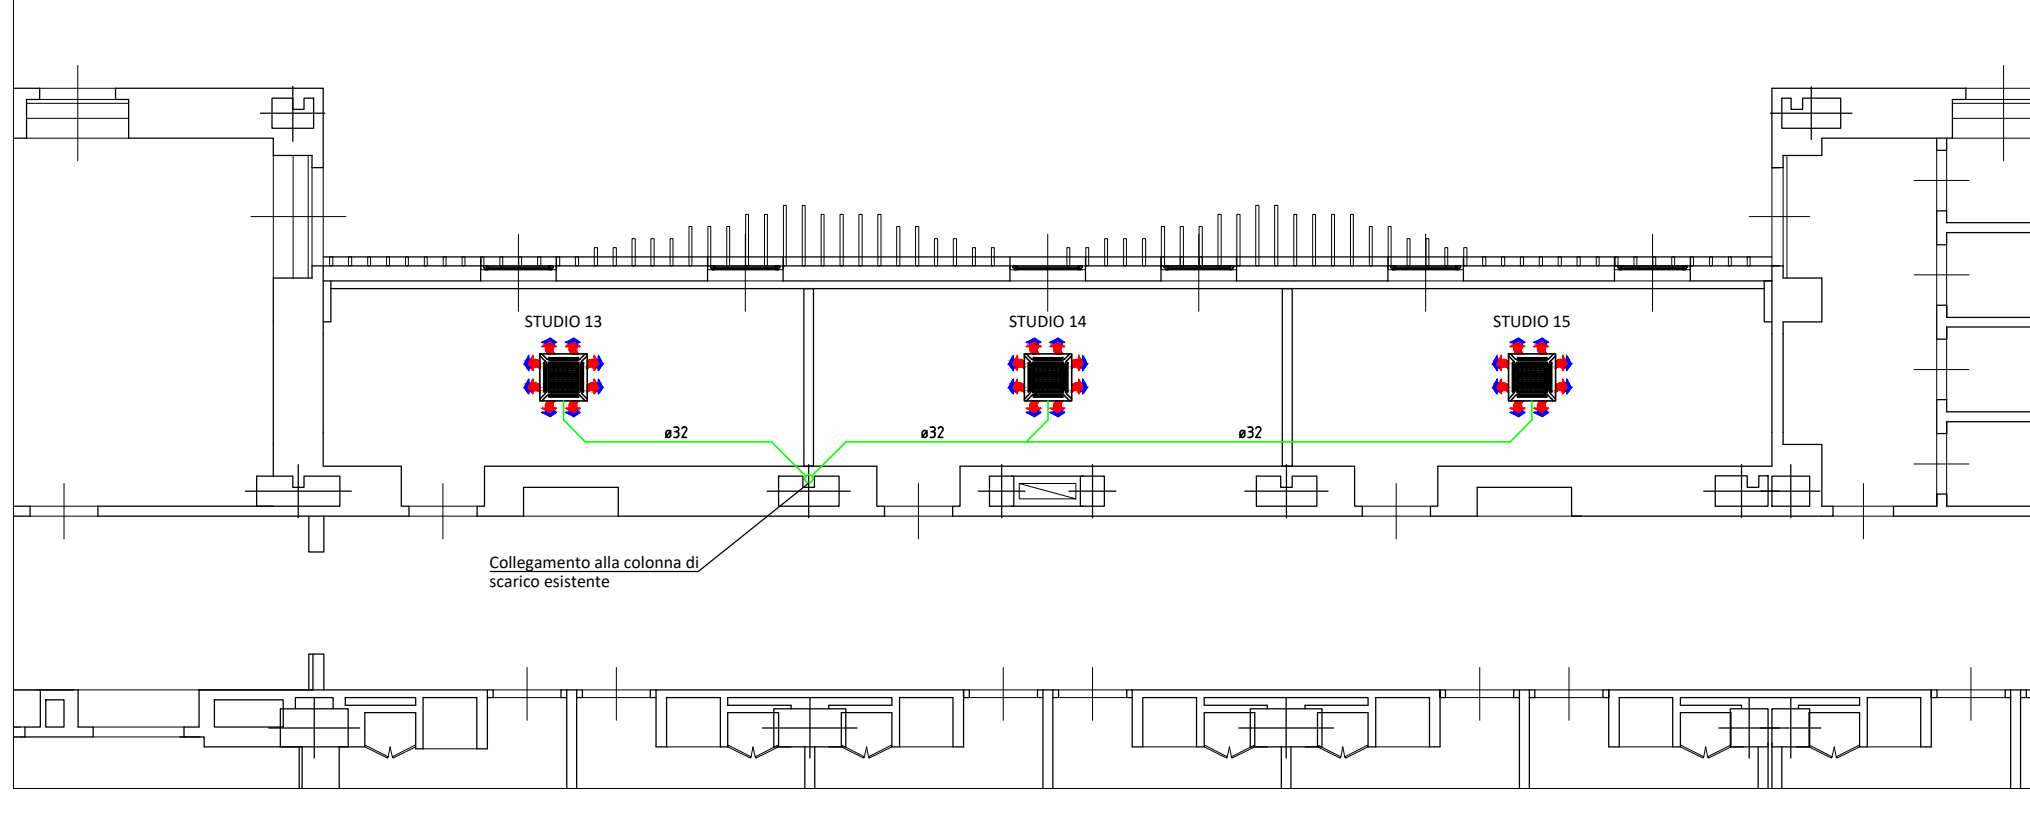 STUDIO 13
STUDIO 14
STUDIO 15
ø32
ø32
ø32
Collegamento alla colonna di
scarico esistente